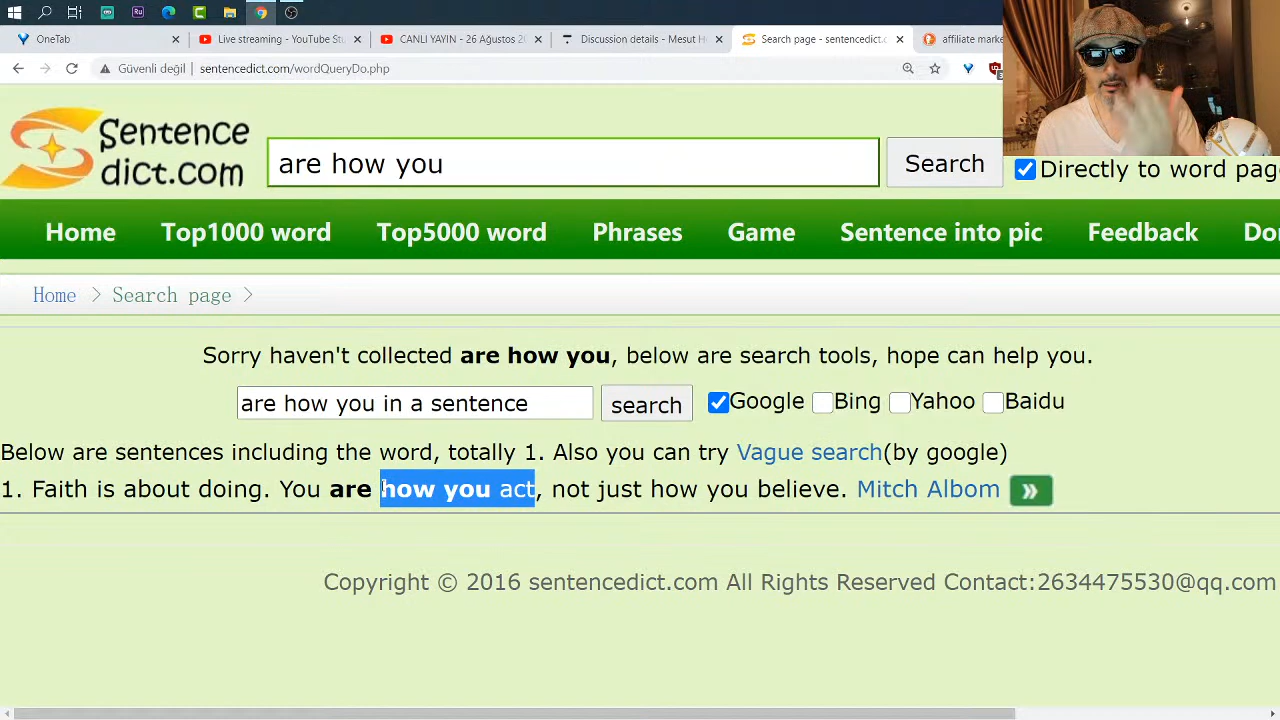 OneTab
Live streaming - YouTube Stu
CANLI YAYIN - 26 Ağustos 20
Discussion details - Mesut H
Search page - sentencedict.c
affiliate mark
Güvenli değil | sentencedict.com/wordQueryDo.php
Sentence
dict.com
are how you
Search
Directly to word pag
Home Top1000 word Top5000 word Phrases Game Sentence into pic Feedback Do
Home > Search page >
Sorry haven't collected are how you, below are search tools, hope can help you.
are how you in a sentence
search
Google Bing Yahoo Baidu
Below are sentences including the word, totally 1. Also you can try Vague search(by google)
1. Faith is about doing. You are how you act, not just how you believe. Mitch Albom
Copyright © 2016 sentencedict.com All Rights Reserved Contact:2634475530@qq.com